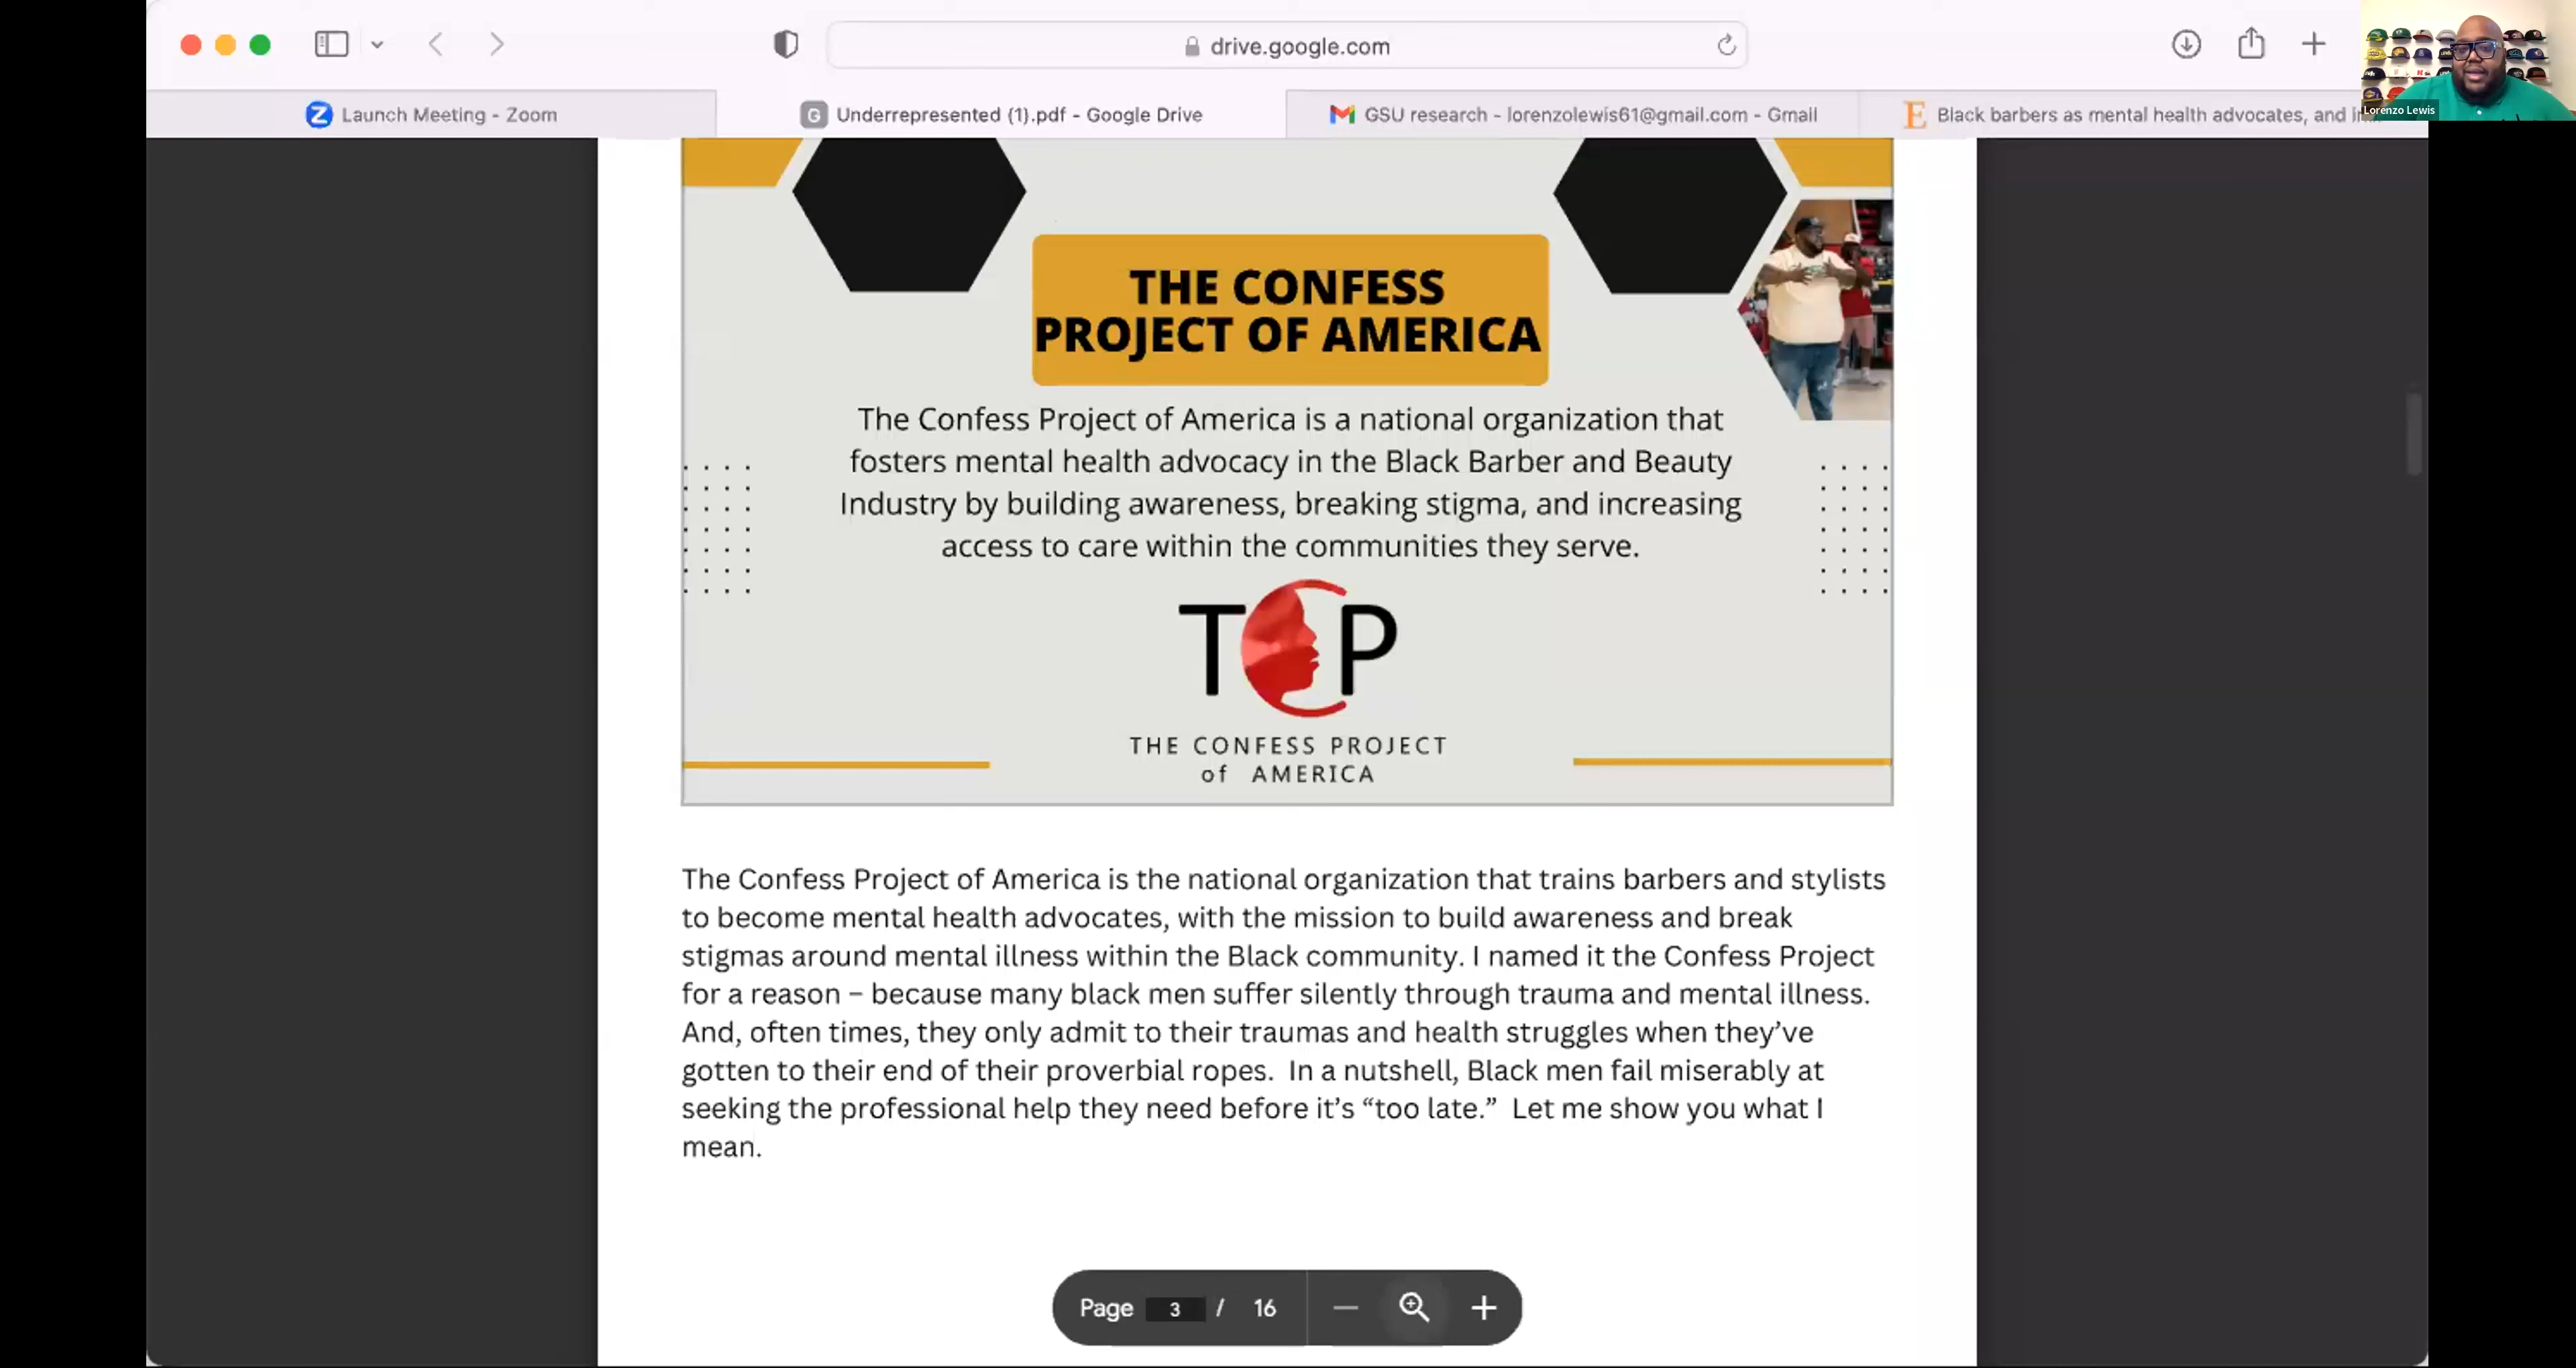 drive.google.com
Lorenzo Lewis
Launch Meeting - Zoom
Underrepresented (1).pdf - Google Drive
GSU research - lorenzolewis61@gmail.com - Gmail
Black barbers as mental health advocates, and
THE CONFESS
PROJECT OF AMERICA
The Confess Project of America is a national organization that
fosters mental health advocacy in the Black Barber and Beauty
Industry by building awareness, breaking stigma, and increasing
access to care within the communities they serve.
TCP
THE CONFESS PROJECT
of AMERICA
The Confess Project of America is the national organization that trains barbers and stylists
to become mental health advocates, with the mission to build awareness and break
stigmas around mental illness within the Black community. I named it the Confess Project
for a reason – because many black men suffer silently through trauma and mental illness.
And, often times, they only admit to their traumas and health struggles when they’ve
gotten to their end of their proverbial ropes.  In a nutshell, Black men fail miserably at
seeking the professional help they need before it’s “too late.”  Let me show you what I
mean.
Page 3 / 16